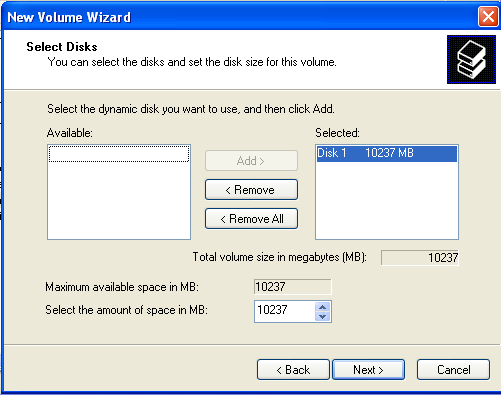 New Volume Wizard
Select Disks
You can select the disks and set the disk size for this volume.
Select the dynamic disk you want to use, and then click Add.
Available:
Selected:
Disk 1 10237 MB
Add >
< Remove
< Remove All
Total volume size in megabytes (MB): 10237
Maximum available space in MB: 10237
Select the amount of space in MB: 10237
< Back Next > Cancel